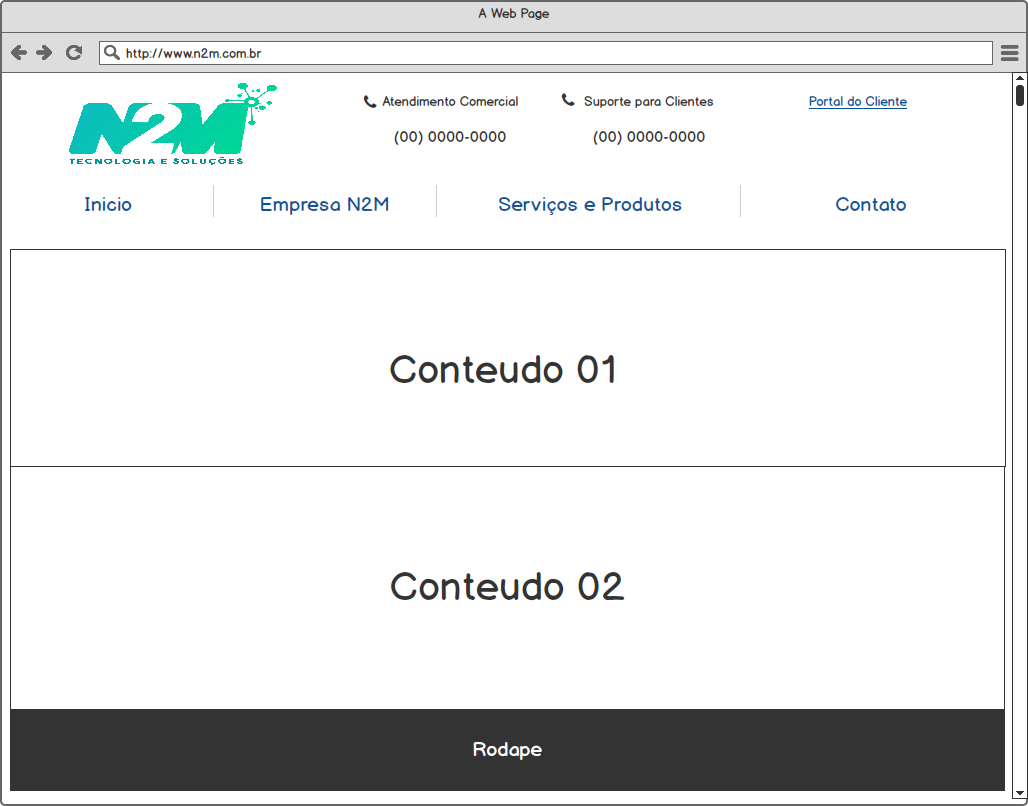 A Web Page
http://www.n2m.com.br
N2M
TECNOLOGIA E SOLUÇÕES
Atendimento Comercial
(00) 0000-0000
Suporte para Clientes
(00) 0000-0000
Portal do Cliente
Inicio
Empresa N2M
Serviços e Produtos
Contato
Conteudo 01
Conteudo 02
Rodape